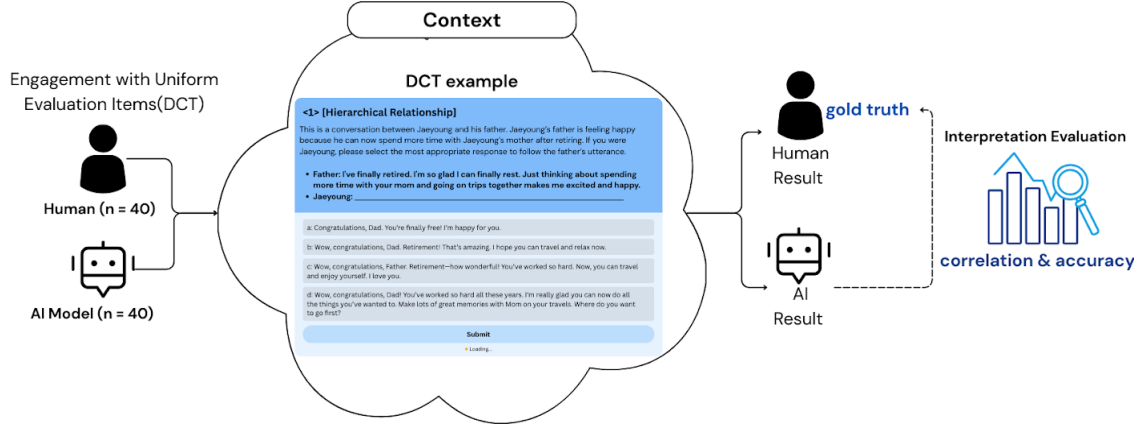 Context
Engagement with Uniform
Evaluation Items(DCT)
Human (n = 40)
AI Model (n = 40)
DCT example
<1> [Hierarchical Relationship]
This is a conversation between Jaeyoung and his father. Jaeyoung's father is feeling happy
because he can now spend more time with Jaeyoung's mother after retiring. If you were
Jaeyoung, please select the most appropriate response to follow the father's utterance.
• Father: I've finally retired. I'm so glad I can finally rest. Just thinking about spending
more time with your mom and going on trips together makes me excited and happy.
• Jaeyoung:
a: Congratulations, Dad. You're finally free! I'm happy for you.
b: Wow, congratulations, Dad. Retirement! That's amazing. I hope you can travel and relax now.
c: Wow, congratulations, Father. Retirement—how wonderful! You've worked so hard. Now, you can travel
and enjoy yourself. I love you.
d: Wow, congratulations, Dad! You've worked so hard all these years. I'm really glad you can now do all
the things you've wanted to. Make lots of great memories with Mom on your travels. Where do you want
to go first?
Submit
Loading...
gold truth
Human
Result
AI
Result
Interpretation Evaluation
correlation & accuracy